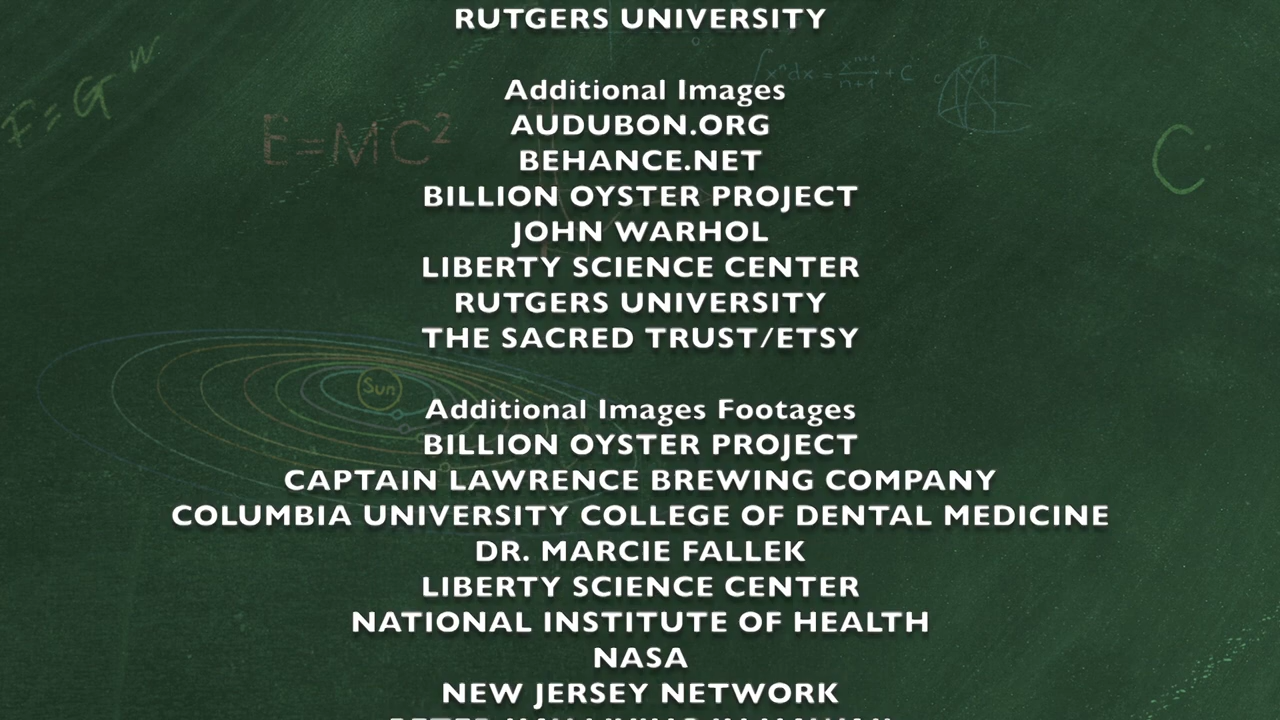 RUTGERS UNIVERSITY
Additional Images
AUDUBON.ORG
BEHANCE.NET
BILLION OYSTER PROJECT
JOHN WARHOL
LIBERTY SCIENCE CENTER
RUTGERS UNIVERSITY
THE SACRED TRUST/ETSY
Additional Images Footages
BILLION OYSTER PROJECT
CAPTAIN LAWRENCE BREWING COMPANY
COLUMBIA UNIVERSITY COLLEGE OF DENTAL MEDICINE
DR. MARCIE FALLEK
LIBERTY SCIENCE CENTER
NATIONAL INSTITUTE OF HEALTH
NASA
NEW JERSEY NETWORK
E=MC²
F=G
Sun
C